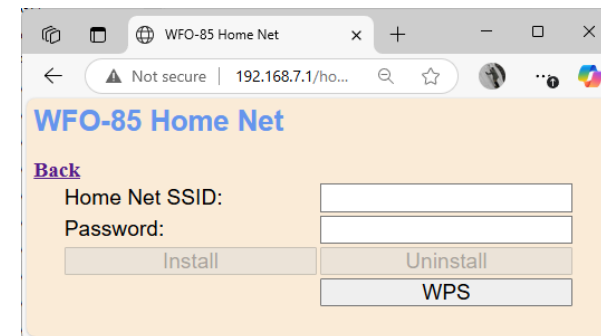 WFO-85 Home Net
Not secure | 192.168.7.1/ho...
WFO-85 Home Net
Back
Home Net SSID:
Password:
Install Uninstall
WPS